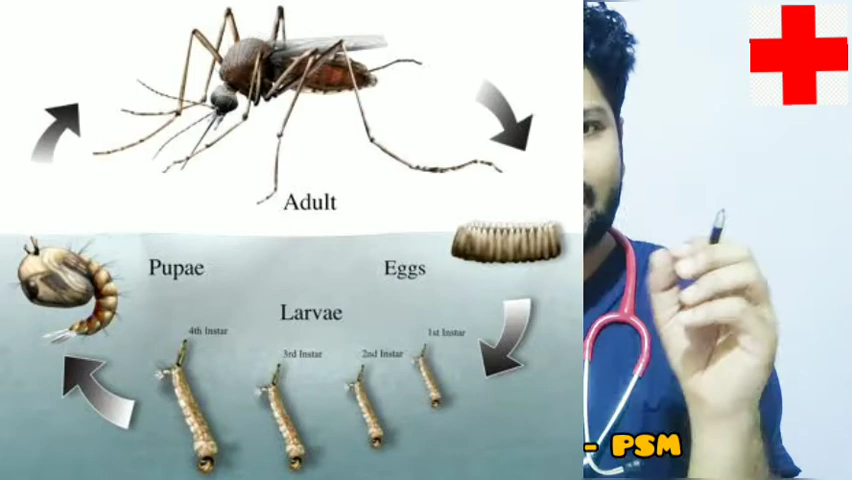 Adult
Pupae
Eggs
Larvae
4th Instar
3rd Instar
2nd Instar
1st Instar
- PSM